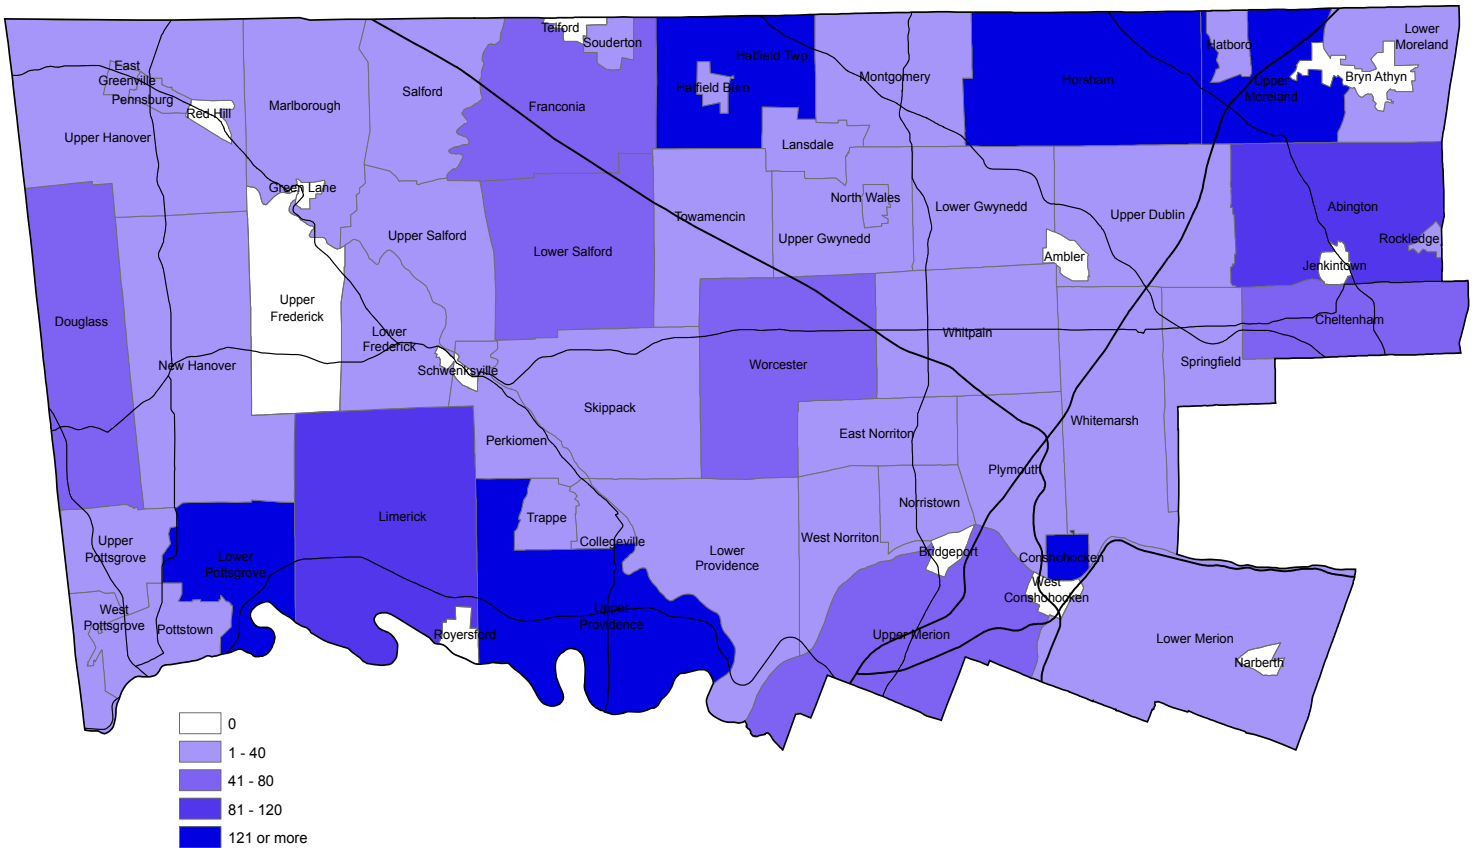 Telford
Souderton
Hatfield Twp
Hatboro
Lower
Moreland
East
Greenville
Pennsburg
Red Hill
Marlborough
Salford
Franconia
Hatfield Boro
Montgomery
Horsham
Upper
Moreland
Bryn Athyn
Upper Hanover
Lansdale
Green Lane
North Wales
Towamencin
Lower Gwynedd
Upper Dublin
Abington
Rockledge
Upper Salford
Lower Salford
Upper Gwynedd
Ambler
Jenkintown
Douglass
Upper
Frederick
Lower
Frederick
Whitpain
Cheltenham
New Hanover
Schwenksville
Worcester
Springfield
Skippack
Perkiomen
East Norriton
Whitemarsh
Plymouth
Limerick
Trappe
Norristown
Upper
Pottsgrove
Lower
Pottsgrove
Collegeville
Lower
Providence
West Norriton
Bridgeport
Conshohocken
West
Conshohocken
West
Pottsgrove
Pottstown
Royersford
Upper
Providence
Upper Merion
Lower Merion
Narberth
0
1 - 40
41 - 80
81 - 120
121 or more